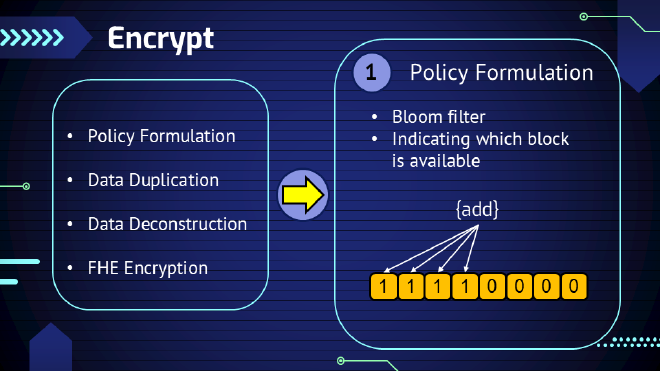 Encrypt
• Policy Formulation
• Data Duplication
• Data Deconstruction
• FHE Encryption
1 Policy Formulation
• Bloom filter
• Indicating which block
is available
{add}
1 1 1 1 0 0 0 0